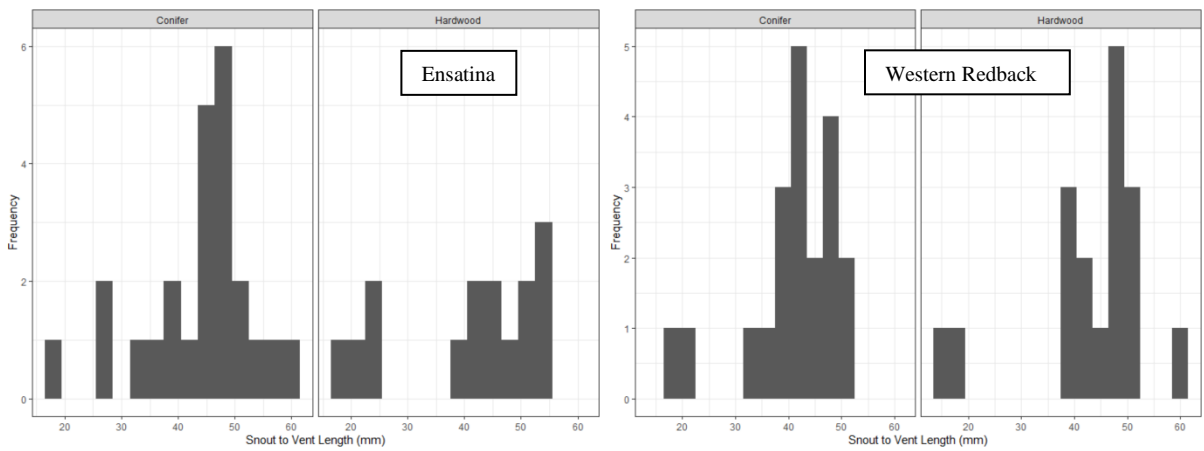 Conifer Hardwood
Ensatina
6
4
2
0
Frequency
20 30 40 50 60 20 30 40 50 60
Snout to Vent Length (mm)
Conifer Hardwood
Western Redback
5
4
3
2
1
0
Frequency
20 30 40 50 60 20 30 40 50 60
Snout to Vent Length (mm)